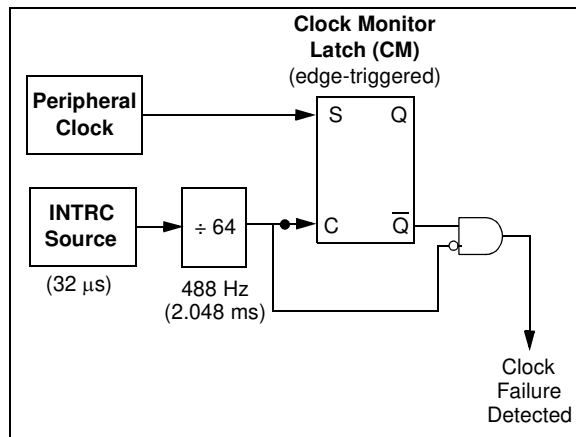 Clock Monitor
Latch (CM)
(edge-triggered)
Peripheral
Clock
S
Q
INTRC
Source
(32 μs)
÷ 64
488 Hz
(2.048 ms)
C
Q̅
Clock
Failure
Detected